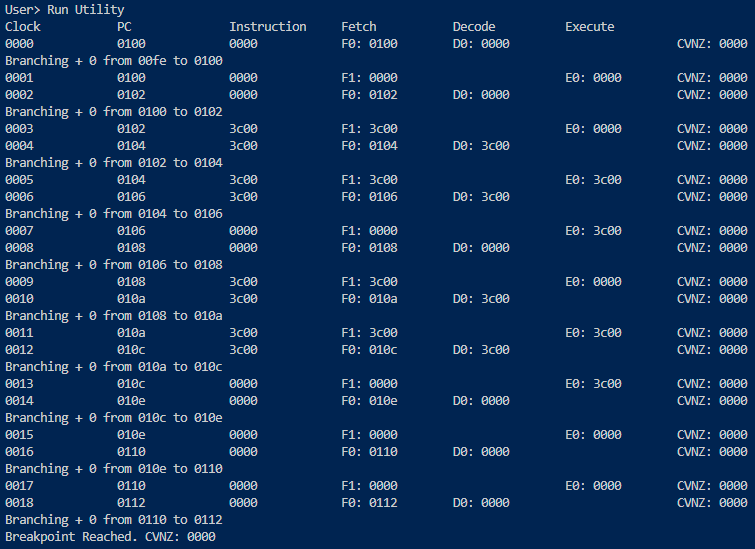 User> Run Utility
Clock PC Instruction Fetch Decode Execute
0000 0100 0000 F0: 0100 D0: 0000 CVNZ: 0000
Branching + 0 from 00fe to 0100
0001 0100 0000 F1: 0000 E0: 0000 CVNZ: 0000
0002 0102 0000 F0: 0102 D0: 0000 CVNZ: 0000
Branching + 0 from 0100 to 0102
0003 0102 3c00 F1: 3c00 E0: 0000 CVNZ: 0000
0004 0104 3c00 F0: 0104 D0: 3c00 CVNZ: 0000
Branching + 0 from 0102 to 0104
0005 0104 3c00 F1: 3c00 E0: 3c00 CVNZ: 0000
0006 0106 3c00 F0: 0106 D0: 3c00 CVNZ: 0000
Branching + 0 from 0104 to 0106
0007 0106 0000 F1: 0000 E0: 3c00 CVNZ: 0000
0008 0108 0000 F0: 0108 D0: 0000 CVNZ: 0000
Branching + 0 from 0106 to 0108
0009 0108 3c00 F1: 3c00 E0: 0000 CVNZ: 0000
0010 010a 3c00 F0: 010a D0: 3c00 CVNZ: 0000
Branching + 0 from 0108 to 010a
0011 010a 3c00 F1: 3c00 E0: 3c00 CVNZ: 0000
0012 010c 3c00 F0: 010c D0: 3c00 CVNZ: 0000
Branching + 0 from 010a to 010c
0013 010c 0000 F1: 0000 E0: 3c00 CVNZ: 0000
0014 010e 0000 F0: 010e D0: 0000 CVNZ: 0000
Branching + 0 from 010c to 010e
0015 010e 0000 F1: 0000 E0: 0000 CVNZ: 0000
0016 0110 0000 F0: 0110 D0: 0000 CVNZ: 0000
Branching + 0 from 010e to 0110
0017 0110 0000 F1: 0000 E0: 0000 CVNZ: 0000
0018 0112 0000 F0: 0112 D0: 0000 CVNZ: 0000
Branching + 0 from 0110 to 0112
Breakpoint Reached. CVNZ: 0000